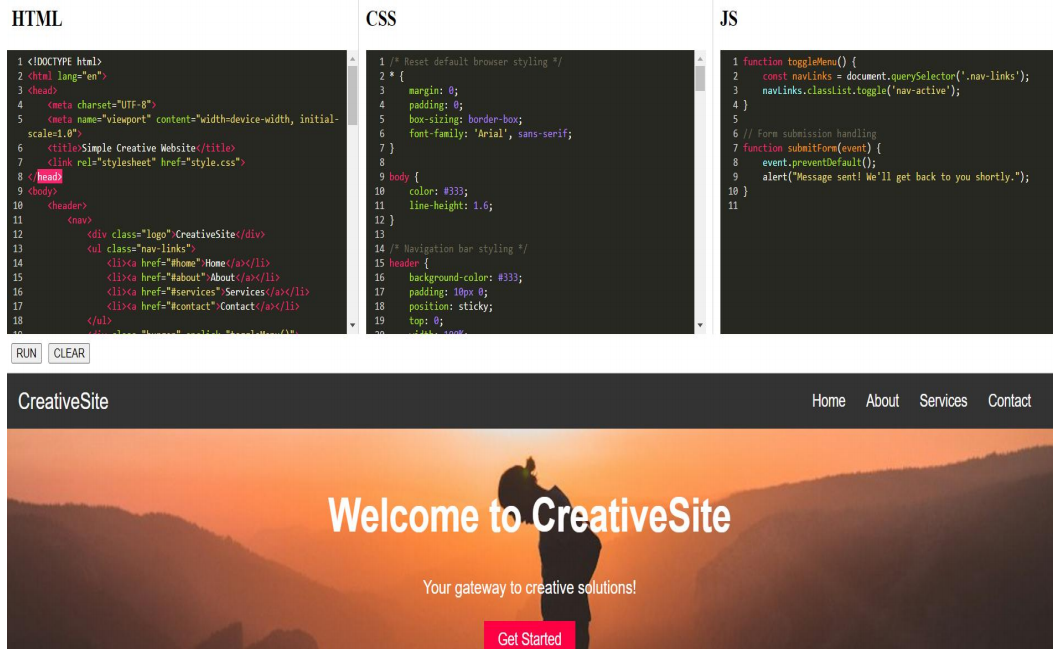 HTML
1 <!DOCTYPE html>
2 <html lang="en">
3 <head>
4 <meta charset="UTF-8">
5 <meta name="viewport" content="width=device-width, initial-
scale=1.0">
6 <title>Simple Creative Website</title>
7 <link rel="stylesheet" href="style.css">
8 </head>
9 <body>
10 <header>
11 <nav>
12 <div class="logo">CreativeSite</div>
13 <ul class="nav-links">
14 <li><a href="#home">Home</a></li>
15 <li><a href="#about">About</a></li>
16 <li><a href="#services">Services</a></li>
17 <li><a href="#contact">Contact</a></li>
18 </ul>
CSS
1 /* Reset default browser styling */
2 * {
3 margin: 0;
4 padding: 0;
5 box-sizing: border-box;
6 font-family: 'Arial', sans-serif;
7 }
8
9 body {
10 color: #333;
11 line-height: 1.6;
12 }
13
14 /* Navigation bar styling */
15 header {
16 background-color: #333;
17 padding: 10px 0;
18 position: sticky;
19 top: 0;
JS
1 function toggleMenu() {
2 const navLinks = document.querySelector('.nav-links');
3 navLinks.classList.toggle('nav-active');
4 }
5
6 // Form submission handling
7 function submitForm(event) {
8 event.preventDefault();
9 alert("Message sent! We'll get back to you shortly.");
10 }
11
RUN CLEAR
CreativeSite Home About Services Contact
Welcome to CreativeSite
Your gateway to creative solutions!
Get Started